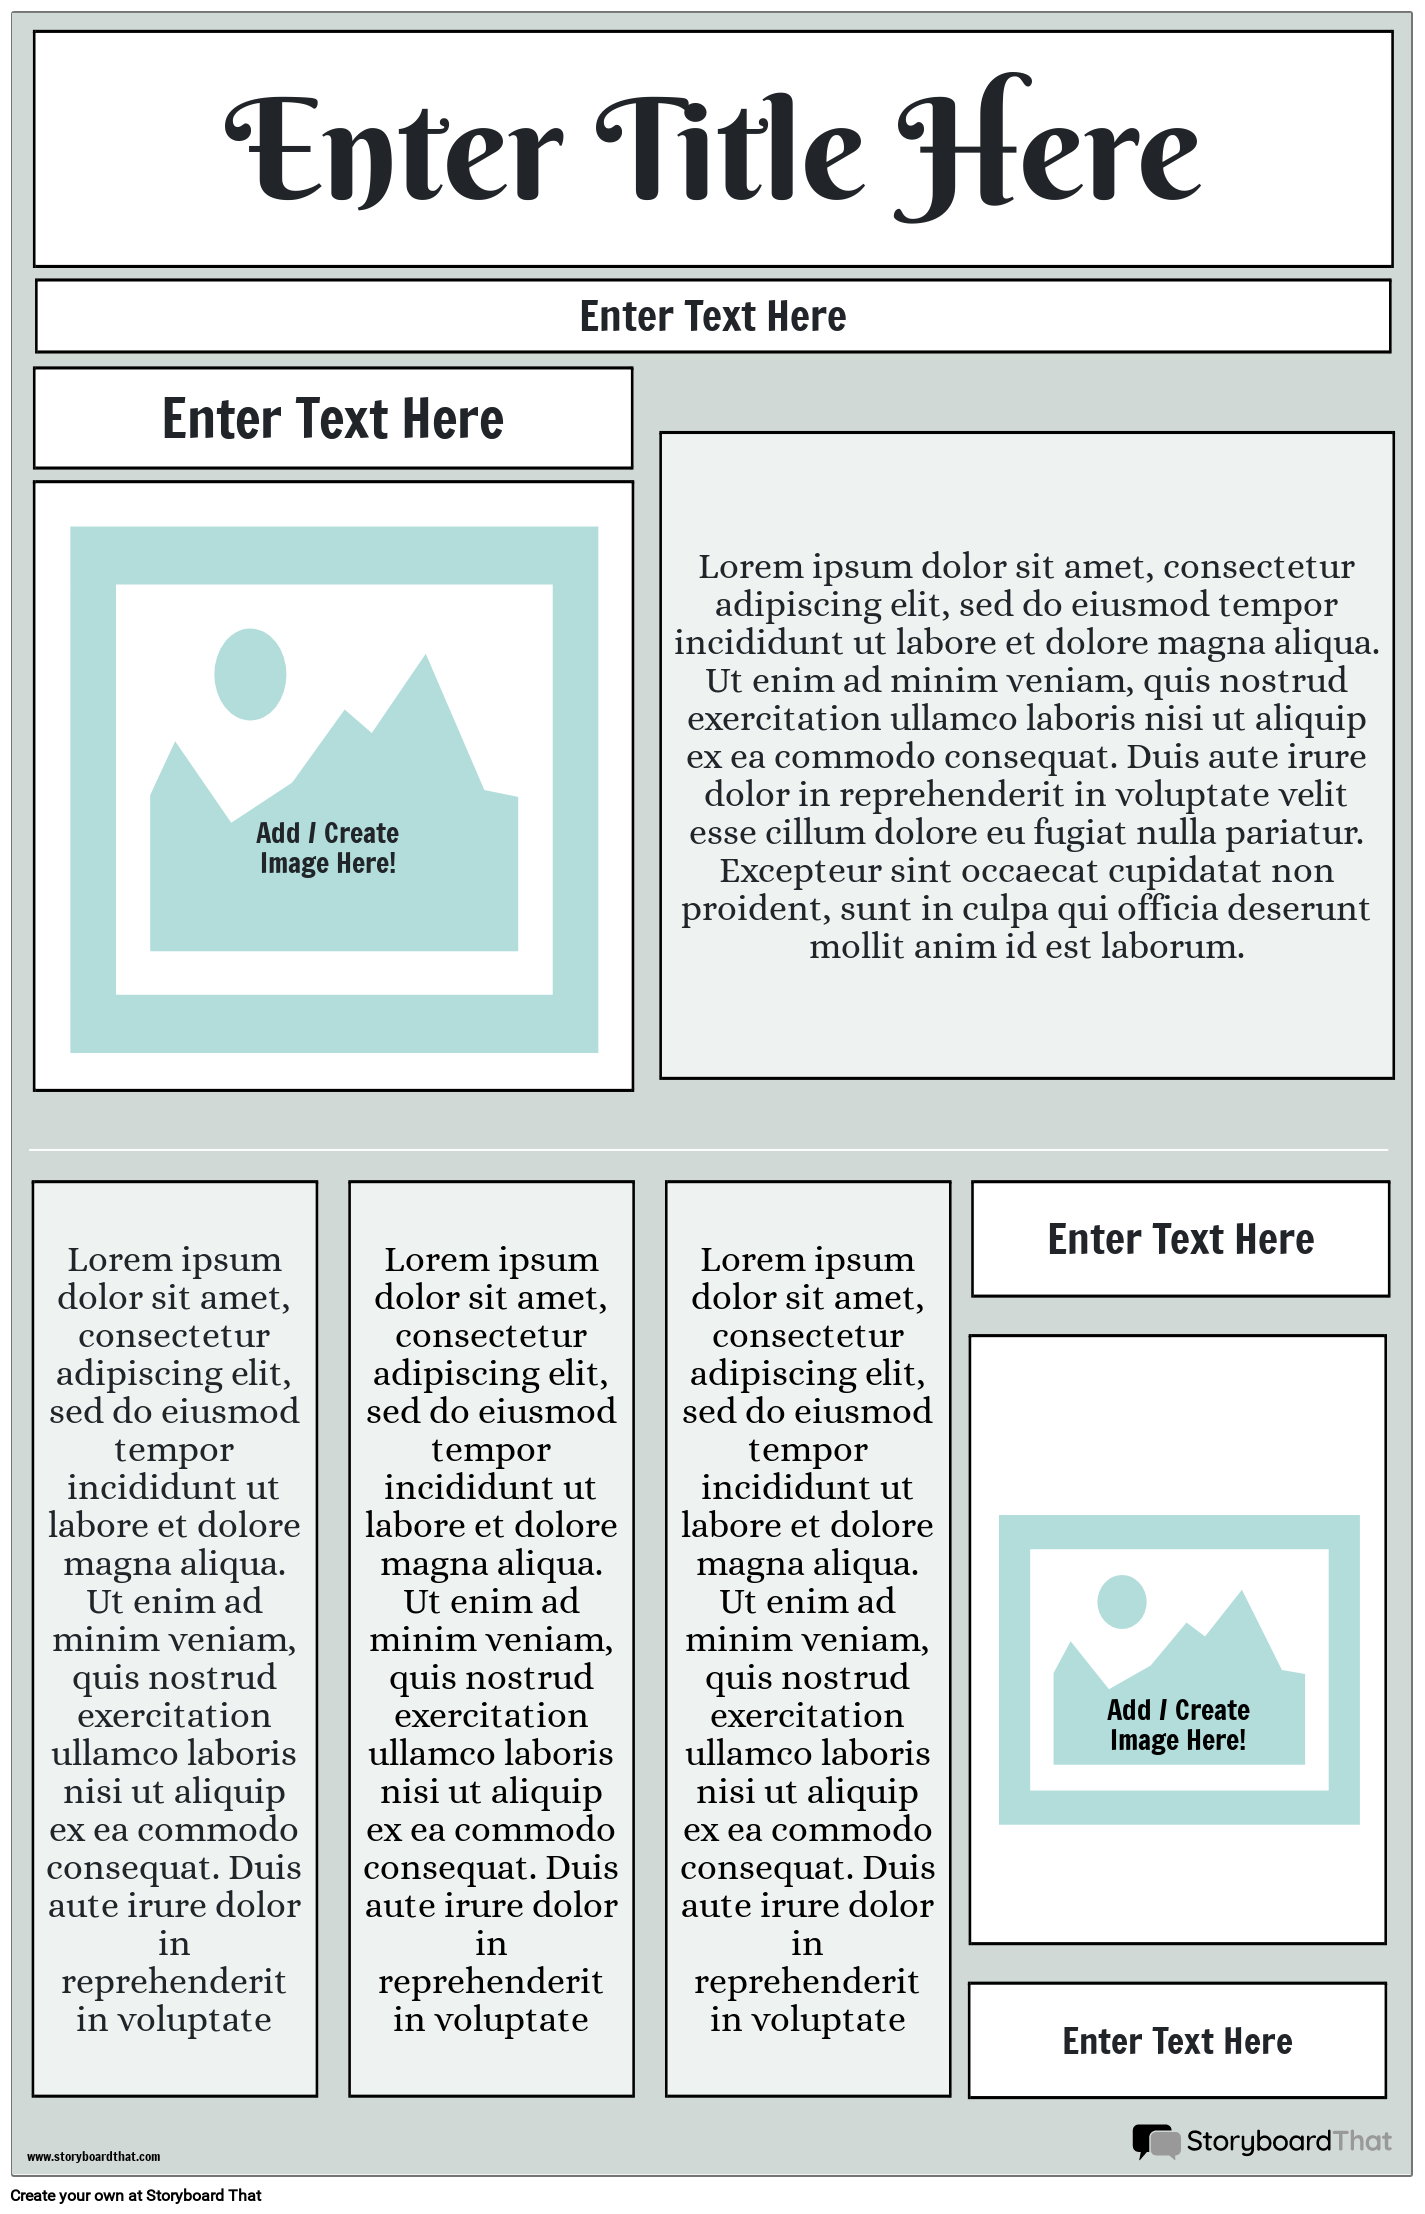 Enter Title Here
Enter Text Here
Enter Text Here
Add / Create
Image Here!
Lorem ipsum dolor sit amet, consectetur
adipiscing elit, sed do eiusmod tempor
incididunt ut labore et dolore magna aliqua.
Ut enim ad minim veniam, quis nostrud
exercitation ullamco laboris nisi ut aliquip
ex ea commodo consequat. Duis aute irure
dolor in reprehenderit in voluptate velit
esse cillum dolore eu fugiat nulla pariatur.
Excepteur sint occaecat cupidatat non
proident, sunt in culpa qui officia deserunt
mollit anim id est laborum.
Lorem ipsum
dolor sit amet,
consectetur
adipiscing elit,
sed do eiusmod
tempor
incididunt ut
labore et dolore
magna aliqua.
Ut enim ad
minim veniam,
quis nostrud
exercitation
ullamco laboris
nisi ut aliquip
ex ea commodo
consequat. Duis
aute irure dolor
in
reprehenderit
in voluptate
Lorem ipsum
dolor sit amet,
consectetur
adipiscing elit,
sed do eiusmod
tempor
incididunt ut
labore et dolore
magna aliqua.
Ut enim ad
minim veniam,
quis nostrud
exercitation
ullamco laboris
nisi ut aliquip
ex ea commodo
consequat. Duis
aute irure dolor
in
reprehenderit
in voluptate
Lorem ipsum
dolor sit amet,
consectetur
adipiscing elit,
sed do eiusmod
tempor
incididunt ut
labore et dolore
magna aliqua.
Ut enim ad
minim veniam,
quis nostrud
exercitation
ullamco laboris
nisi ut aliquip
ex ea commodo
consequat. Duis
aute irure dolor
in
reprehenderit
in voluptate
Enter Text Here
Add / Create
Image Here!
Enter Text Here
www.storyboardthat.com
StoryboardThat
Create your own at Storyboard That